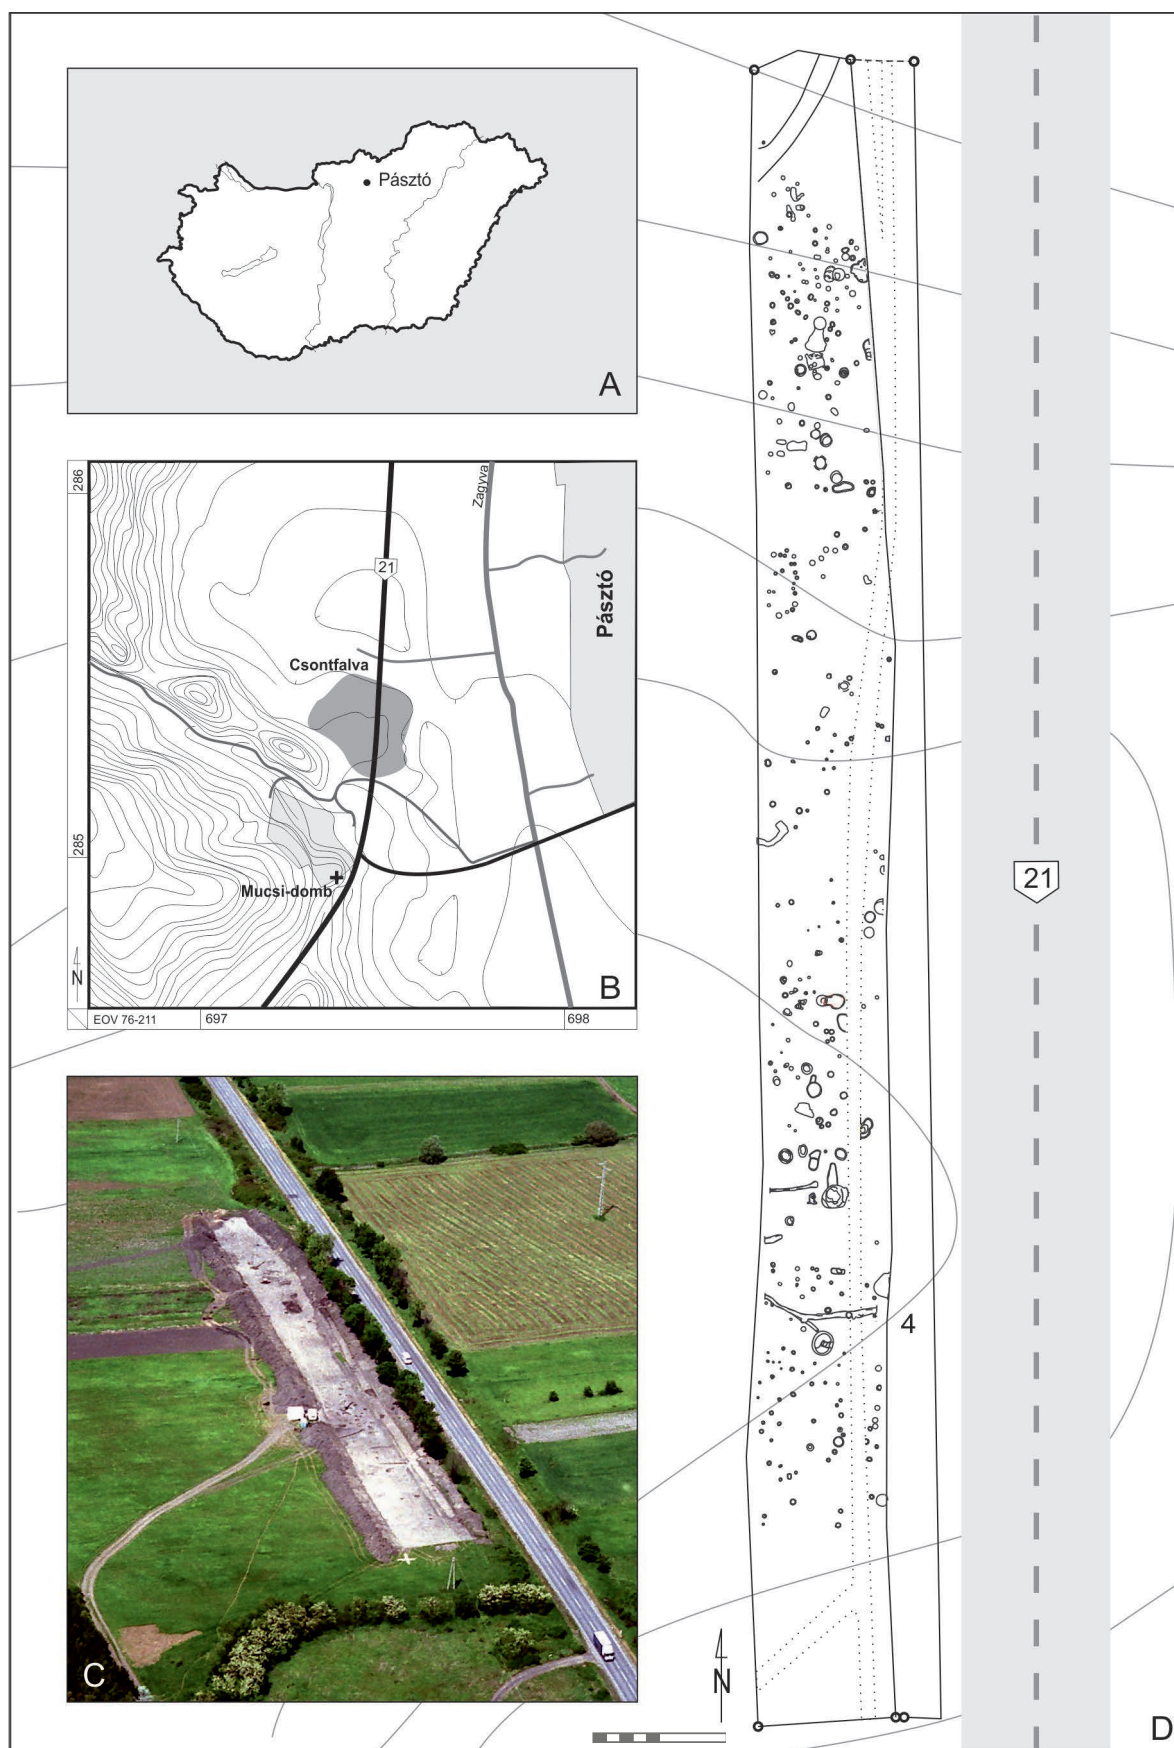 Pásztó
A
286
285
Zagyva
21
Pásztó
Csontfalva
Mucsi-domb
N
B
EOV 76-211
697
698
C
21
4
N
D